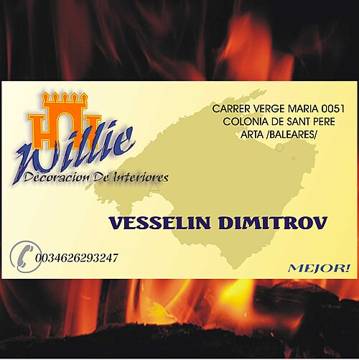 Willie
Decoracion De Interiores
CARRER VERGE MARIA 0051
COLONIA DE SANT PERE
ARTA /BALEARES/
VESSELIN DIMITROV
0034626293247
MEJOR!